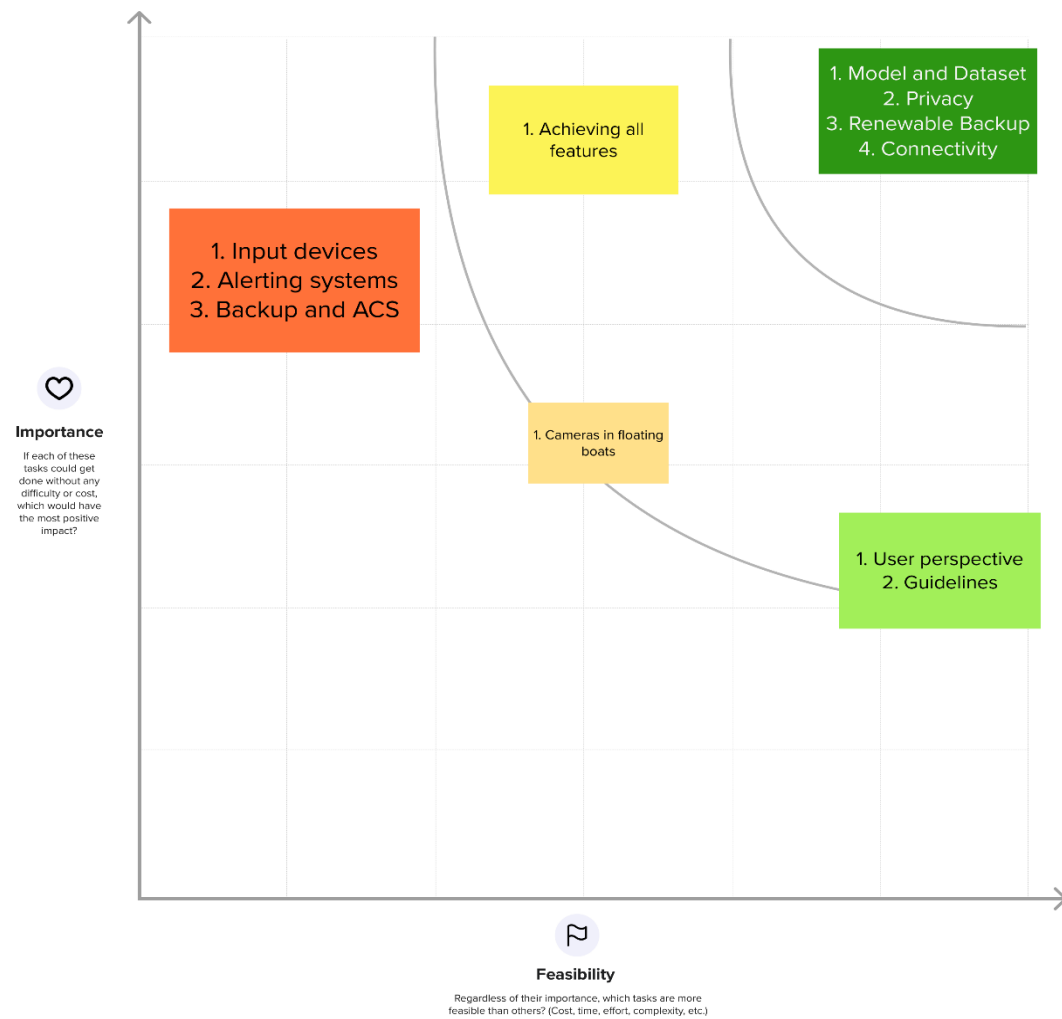 1. Model and Dataset
2. Privacy
3. Renewable Backup
4. Connectivity
1. Achieving all
features
1. Input devices
2. Alerting systems
3. Backup and ACS
Importance
If each of these
tasks could get
done without any
difficulty or cost,
which would have
the most positive
impact?
1. Cameras in floating
boats
1. User perspective
2. Guidelines
Feasibility
Regardless of their importance, which tasks are more
feasible than others? (Cost, time, effort, complexity, etc.)